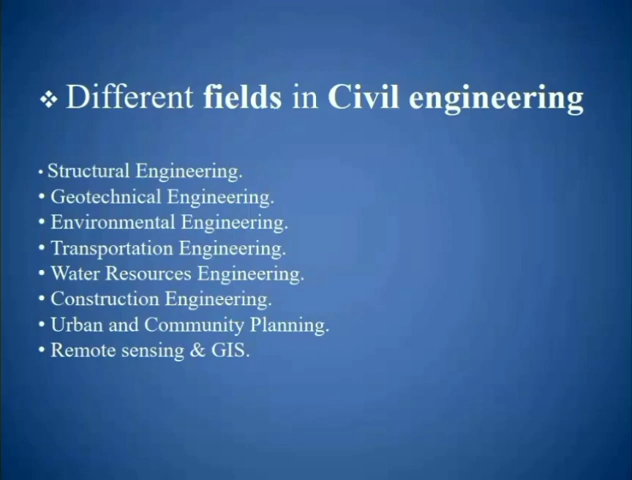 ❖ Different fields in Civil engineering
• Structural Engineering.
• Geotechnical Engineering.
• Environmental Engineering.
• Transportation Engineering.
• Water Resources Engineering.
• Construction Engineering.
• Urban and Community Planning.
• Remote sensing & GIS.